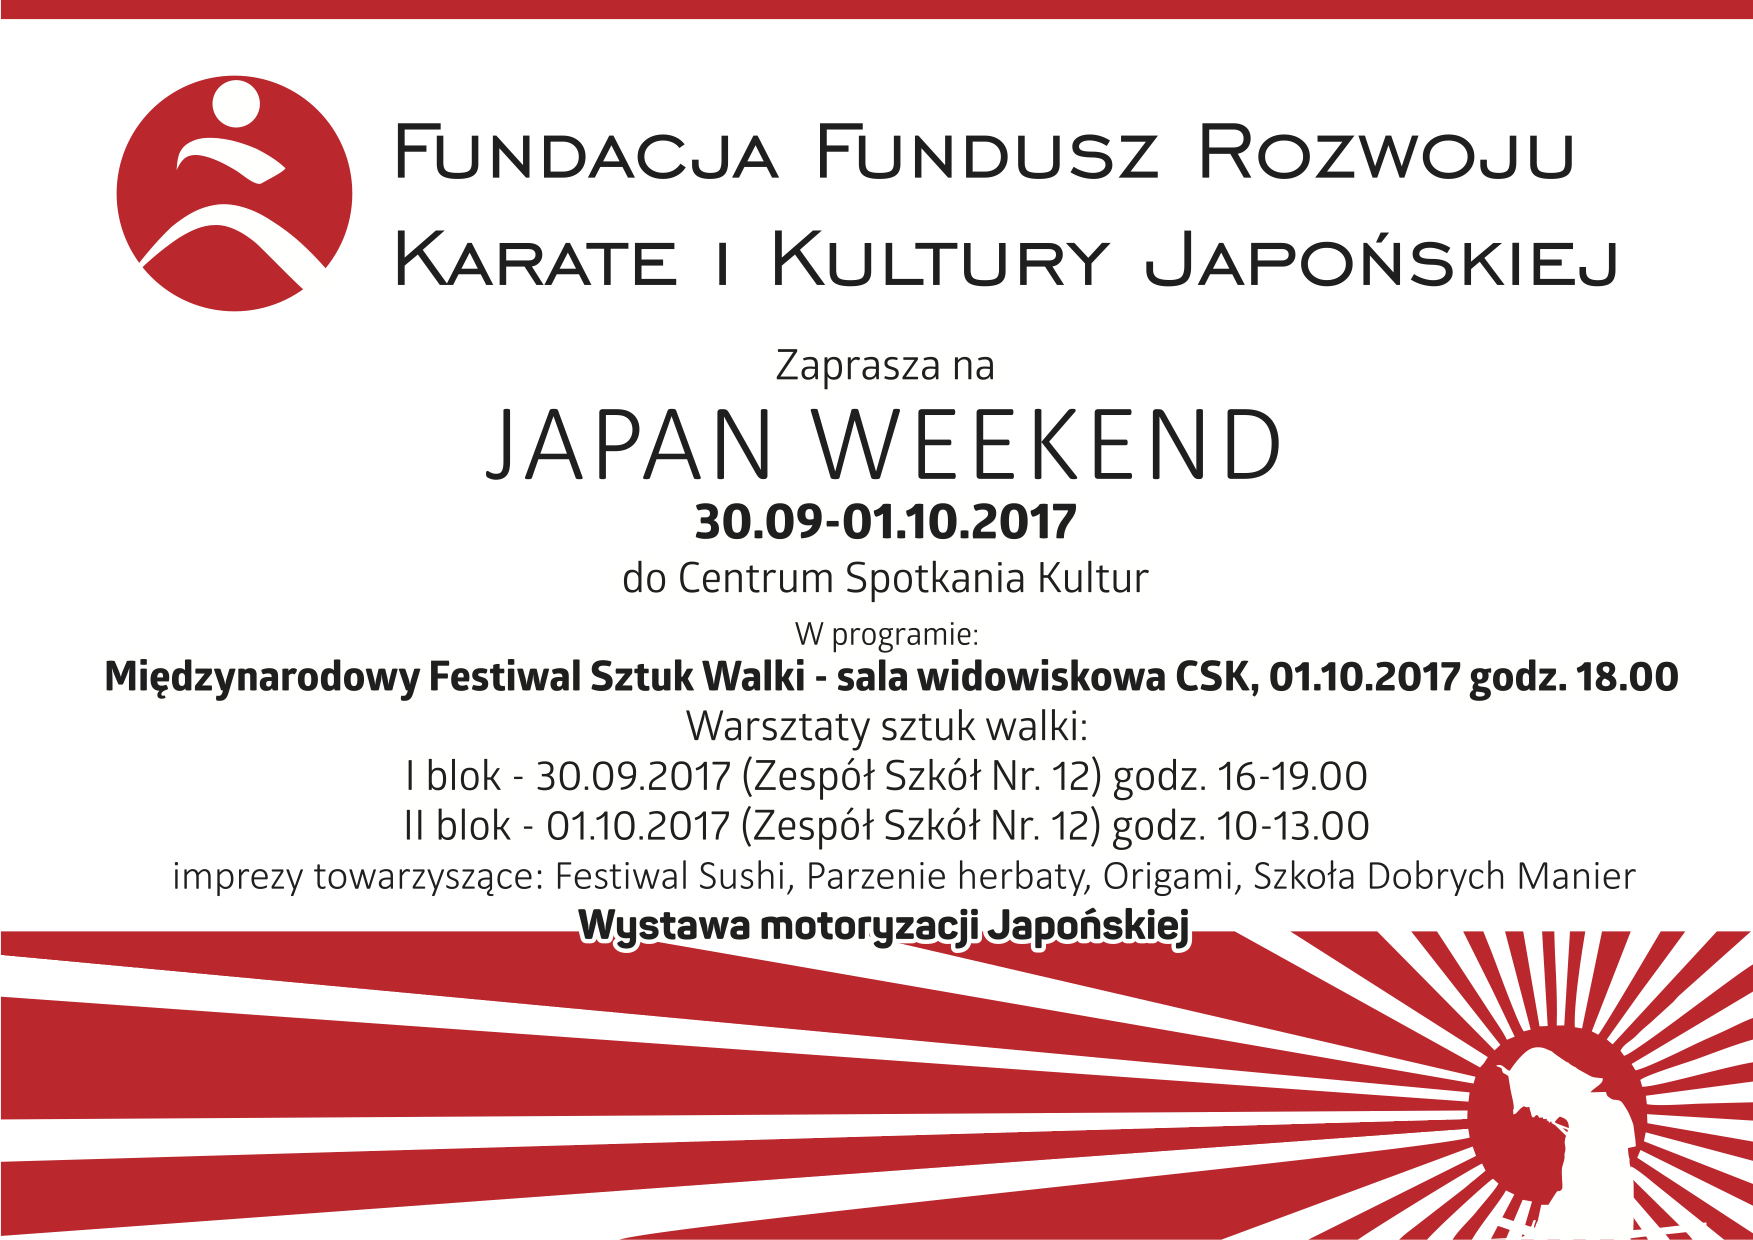 Fundacja Fundusz Rozwoju
Karate i Kultury Japońskiej
Zaprasza na
JAPAN WEEKEND
30.09-01.10.2017
do Centrum Spotkania Kultur
W programie:
Międzynarodowy Festiwal Sztuk Walki - sala widowiskowa CSK, 01.10.2017 godz. 18.00
Warsztaty sztuk walki:
I blok - 30.09.2017 (Zespół Szkół Nr. 12) godz. 16-19.00
II blok - 01.10.2017 (Zespół Szkół Nr. 12) godz. 10-13.00
imprezy towarzyszące: Festiwal Sushi, Parzenie herbaty, Origami, Szkoła Dobrych Manier
Wystawa motoryzacji Japońskiej